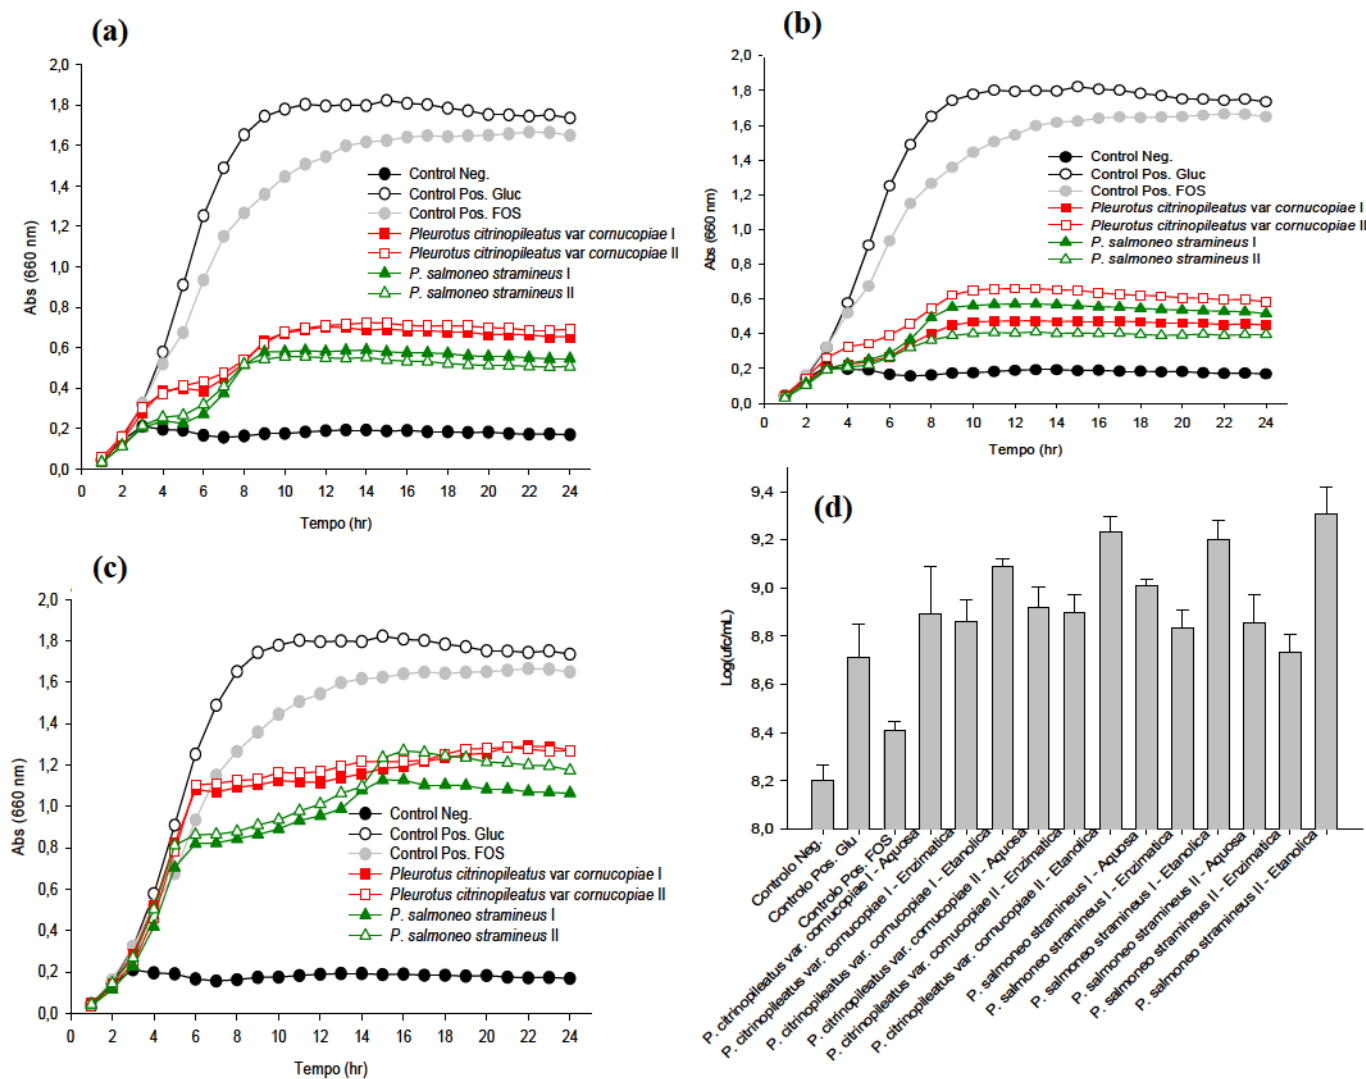 (a)
2,0
1,8
1,6
1,4
1,2
1,0
0,8
0,6
0,4
0,2
0,0
Abs (660 nm)
0 2 4 6 8 10 12 14 16 18 20 22 24
Tempo (hr)
Control Neg.
Control Pos. Gluc
Control Pos. FOS
Pleurotus citrinopileatus var cornucopiae I
Pleurotus citrinopileatus var cornucopiae II
P. salmoneo stramineus I
P. salmoneo stramineus II
(b)
2,0
1,8
1,6
1,4
1,2
1,0
0,8
0,6
0,4
0,2
0,0
Abs (660 nm)
0 2 4 6 8 10 12 14 16 18 20 22 24
Tempo (hr)
Control Neg.
Control Pos. Gluc
Control Pos. FOS
Pleurotus citrinopileatus var cornucopiae I
Pleurotus citrinopileatus var cornucopiae II
P. salmoneo stramineus I
P. salmoneo stramineus II
(c)
2,0
1,8
1,6
1,4
1,2
1,0
0,8
0,6
0,4
0,2
0,0
Abs (660 nm)
0 2 4 6 8 10 12 14 16 18 20 22 24
Tempo (hr)
Control Neg.
Control Pos. Gluc
Control Pos. FOS
Pleurotus citrinopileatus var cornucopiae I
Pleurotus citrinopileatus var cornucopiae II
P. salmoneo stramineus I
P. salmoneo stramineus II
(d)
9,4
9,2
9,0
8,8
8,6
8,4
8,2
8,0
Log(ufc/mL)
Controlo Neg.
Controlo Pos. Glu
Controlo Pos. FOS
P. citrinopileatus var. cornucopiae I - Aquosa
P. citrinopileatus var. cornucopiae I - Enzimatica
P. citrinopileatus var. cornucopiae I - Etanolica
P. citrinopileatus var. cornucopiae II - Aquosa
P. citrinopileatus var. cornucopiae II - Enzimatica
P. citrinopileatus var. cornucopiae II - Etanolica
P. salmoneo stramineus I - Aquosa
P. salmoneo stramineus I - Enzimatica
P. salmoneo stramineus I - Etanolica
P. salmoneo stramineus II - Aquosa
P. salmoneo stramineus II - Enzimatica
P. salmoneo stramineus II - Etanolica